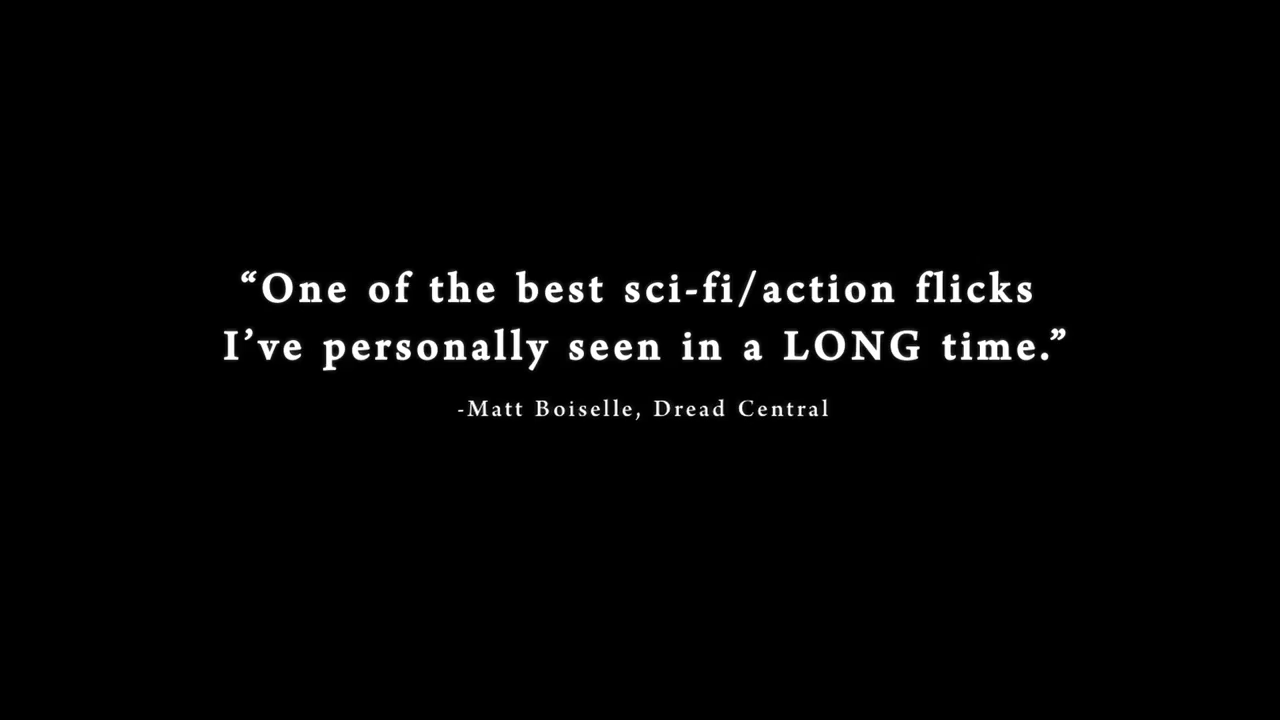 “One of the best sci-fi/action flicks
I’ve personally seen in a LONG time.”
-Matt Boiselle, Dread Central